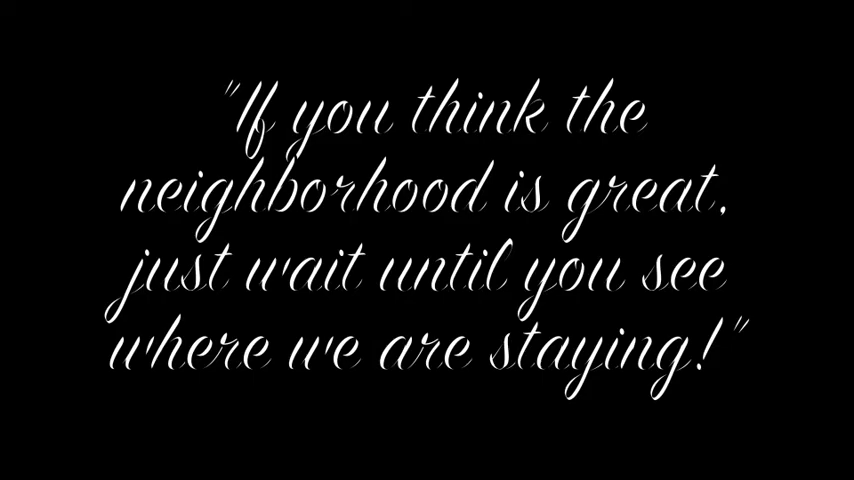 "If you think the
neighborhood is great,
just wait until you see
where we are staying!"